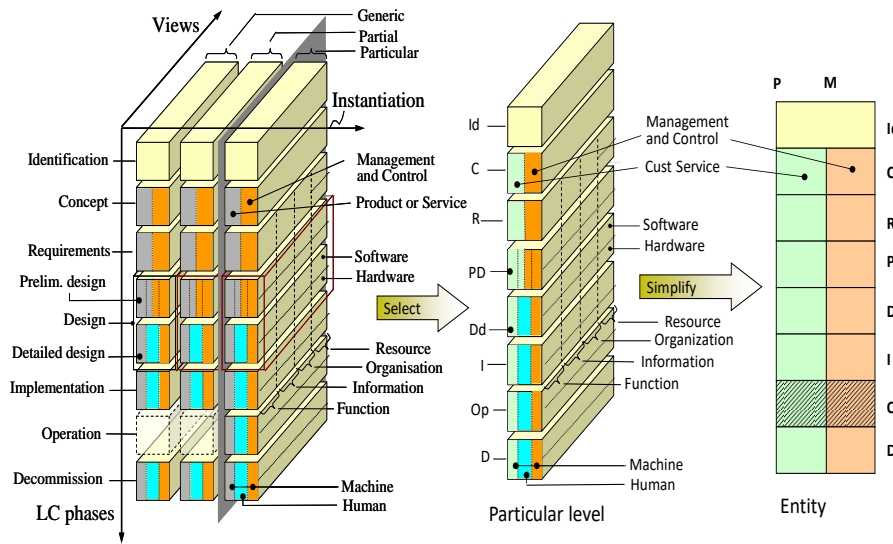 Views
Generic
Partial
Particular
Instantiation
Identification
Concept
Requirements
Prelim. design
Design
Detailed design
Implementation
Operation
Decommission
LC phases
Management
and Control
Product or Service
Software
Hardware
Resource
Organisation
Information
Function
Machine
Human
Select
Id
C
R
PD
Dd
I
Op
D
Management
and Control
Cust Service
Software
Hardware
Resource
Organization
Information
Function
Machine
Human
Particular level
Simplify
P M
R
P
D
I
D
Entity